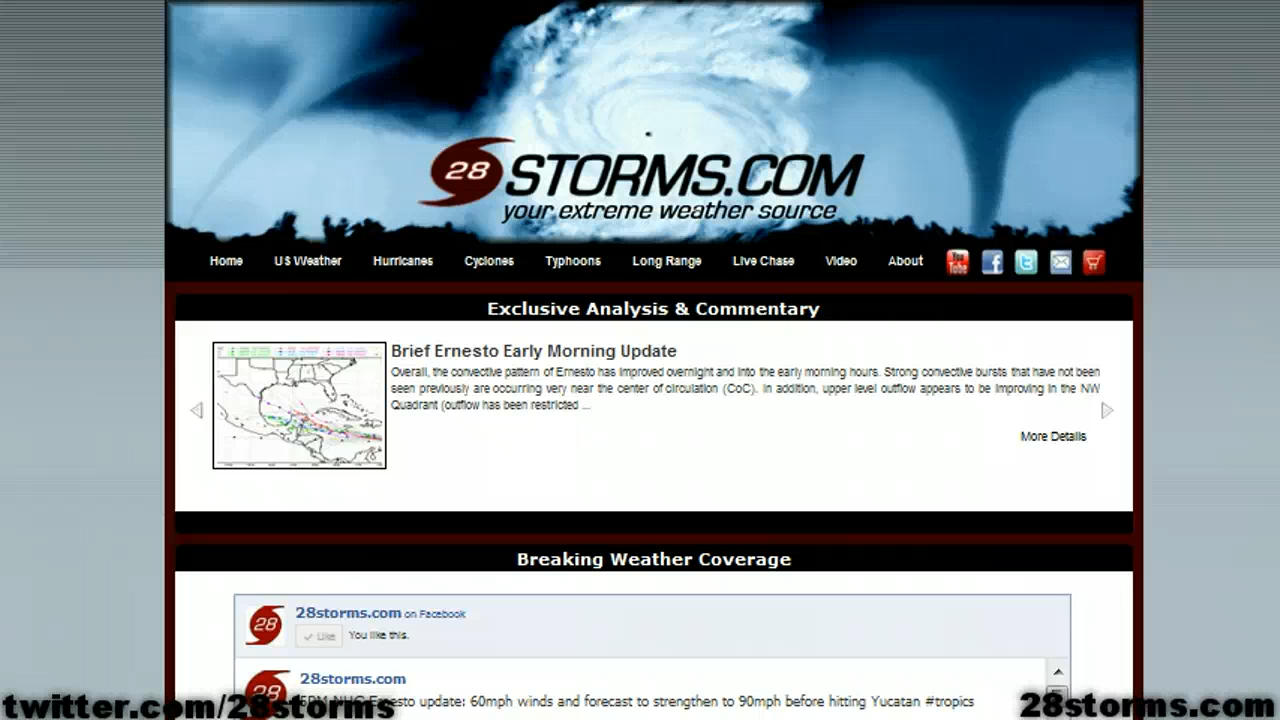 28 STORMS.COM
your extreme weather source
Home US Weather Hurricanes Cyclones Typhoons Long Range Live Chase Video About
You Tube
Exclusive Analysis & Commentary
Brief Ernesto Early Morning Update
Overall, the convective pattern of Ernesto has improved overnight and into the early morning hours. Strong convective bursts that have not been
seen previously are occurring very near the center of circulation (CoC). In addition, upper level outflow appears to be improving in the NW
Quadrant (outflow has been restricted ...
More Details
Breaking Weather Coverage
28
28storms.com on Facebook
Like You like this.
28
28storms.com
Ernesto update: 60mph winds and forecast to strengthen to 90mph before hitting Yucatan #tropics
twitter.com/28storms
28storms.com